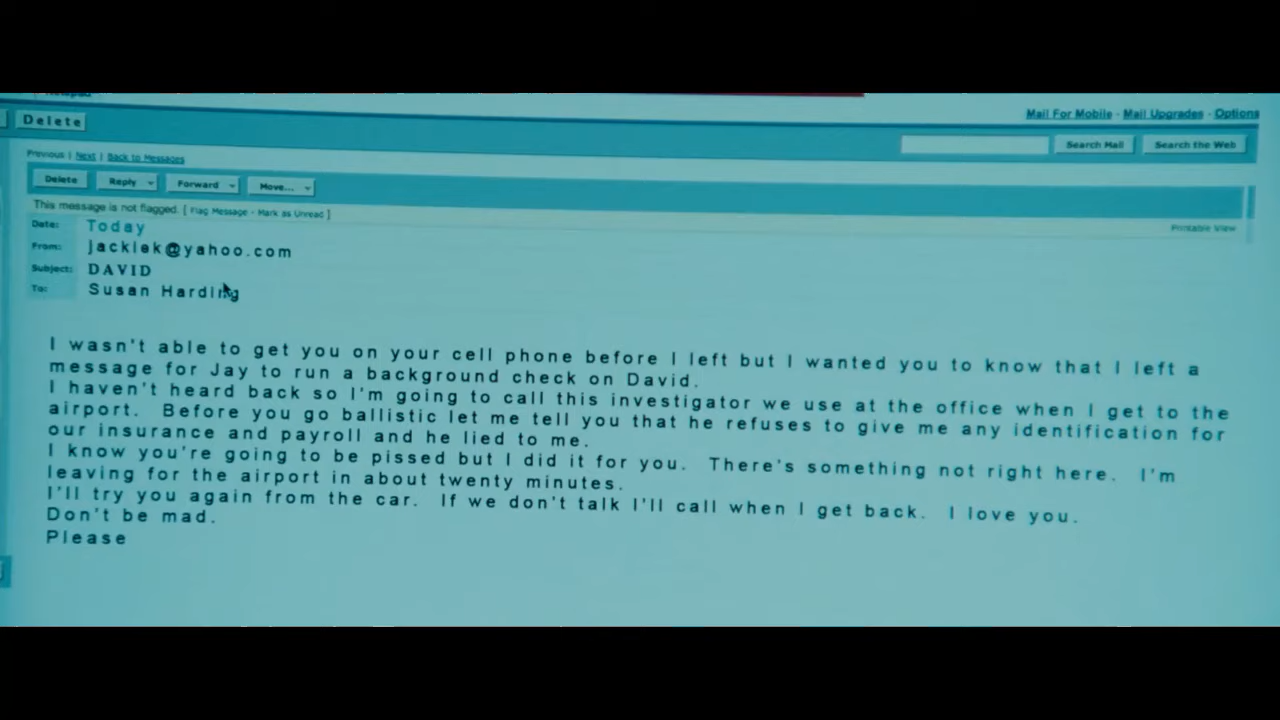 Delete
Mail For Mobile - Mail Upgrades - Options
Search Mail Search the Web
Previous | Next | Back to Messages
Delete Reply Forward Move...
This message is not flagged. [ Flag Message - Mark as Unread ]
Printable View
Date: Today
From: jackiek@yahoo.com
Subject: DAVID
To: Susan Harding
I wasn't able to get you on your cell phone before I left but I wanted you to know that I left a
message for Jay to run a background check on David.
I haven't heard back so I'm going to call this investigator we use at the office when I get to the
airport. Before you go ballistic let me tell you that he refuses to give me any identification for
our insurance and payroll and he lied to me.
I know you're going to be pissed but I did it for you. There's something not right here. I'm
leaving for the airport in about twenty minutes.
I'll try you again from the car. If we don't talk I'll call when I get back. I love you.
Don't be mad.
Please